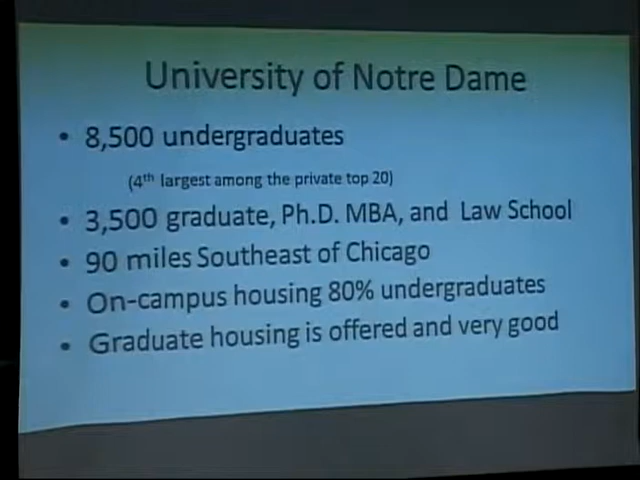 University of Notre Dame
• 8,500 undergraduates
(4th largest among the private top 20)
• 3,500 graduate, Ph.D. MBA, and Law School
• 90 miles Southeast of Chicago
• On-campus housing 80% undergraduates
• Graduate housing is offered and very good